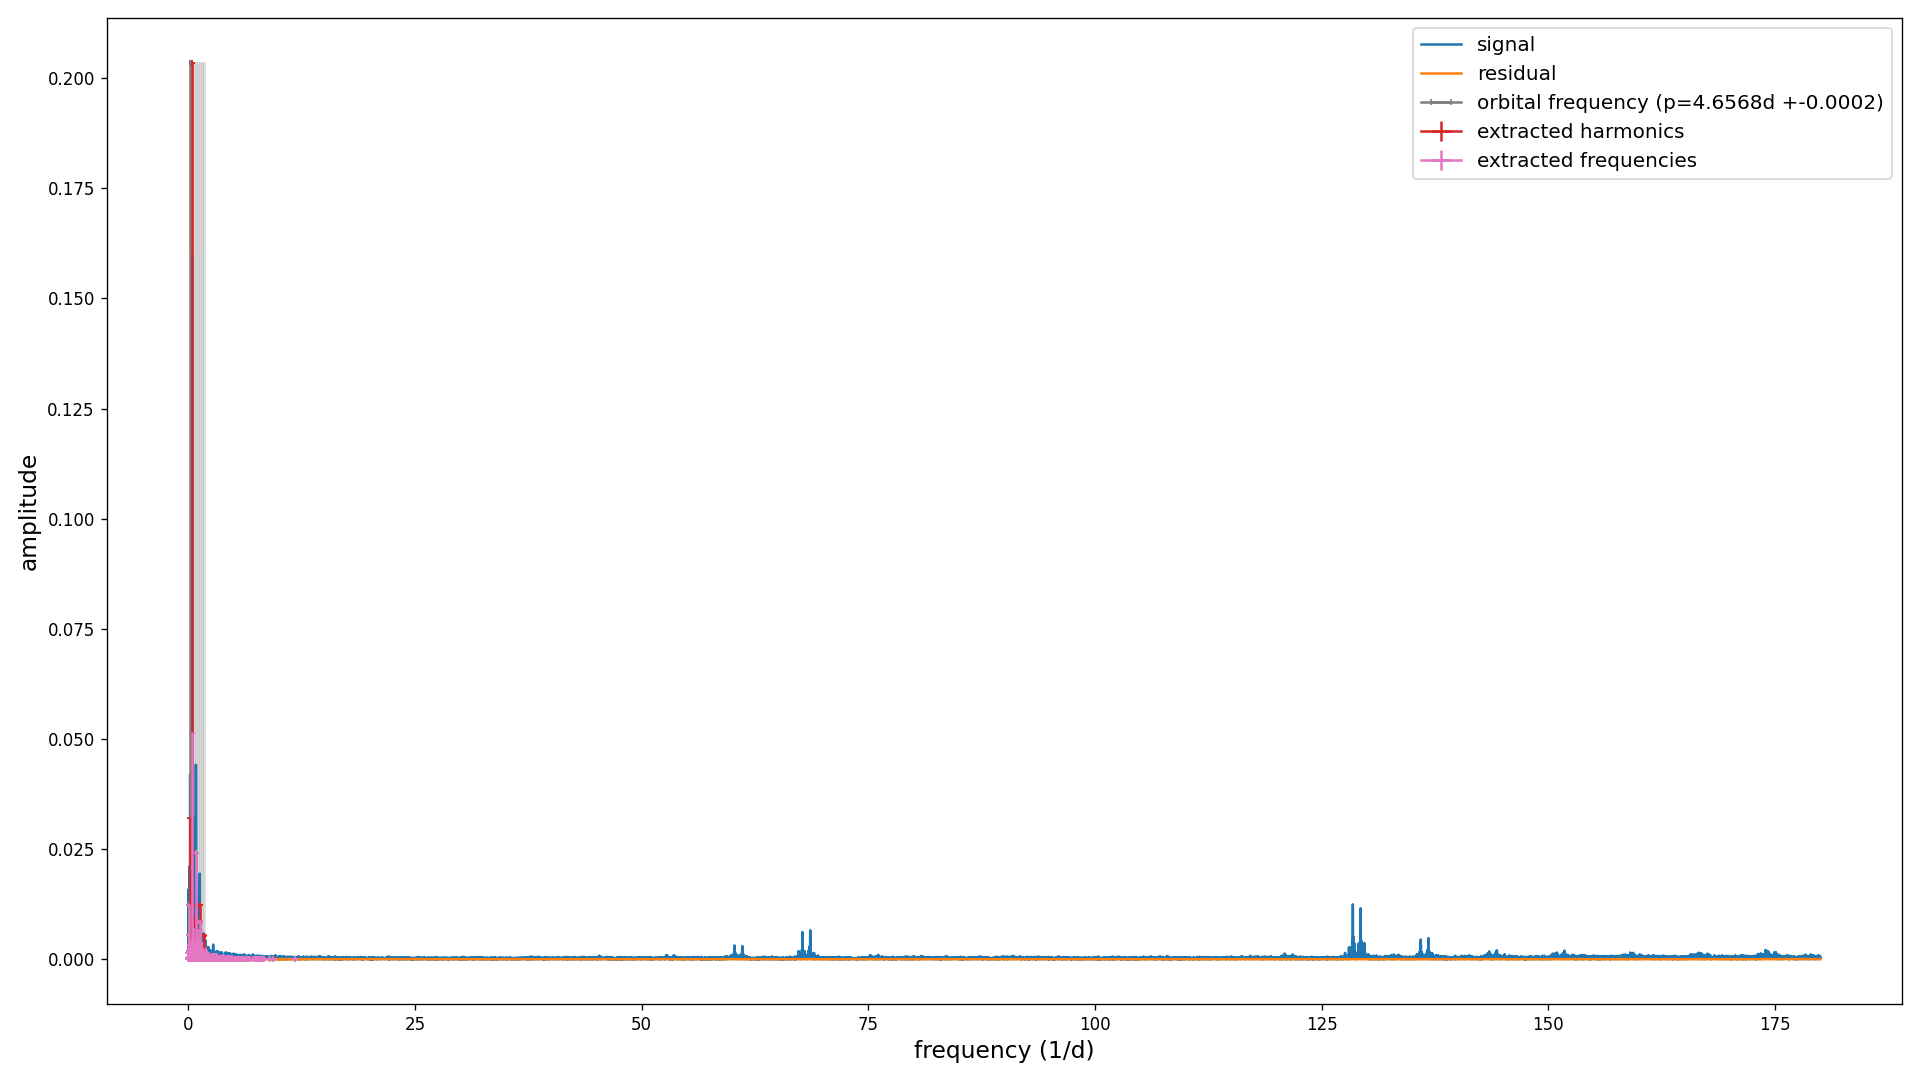 signal
residual
orbital frequency (p=4.6568d +-0.0002)
extracted harmonics
extracted frequencies
0.200
0.175
0.150
0.125
0.100
0.075
0.050
0.025
0.000
amplitude
0 25 50 75 100 125 150 175
frequency (1/d)